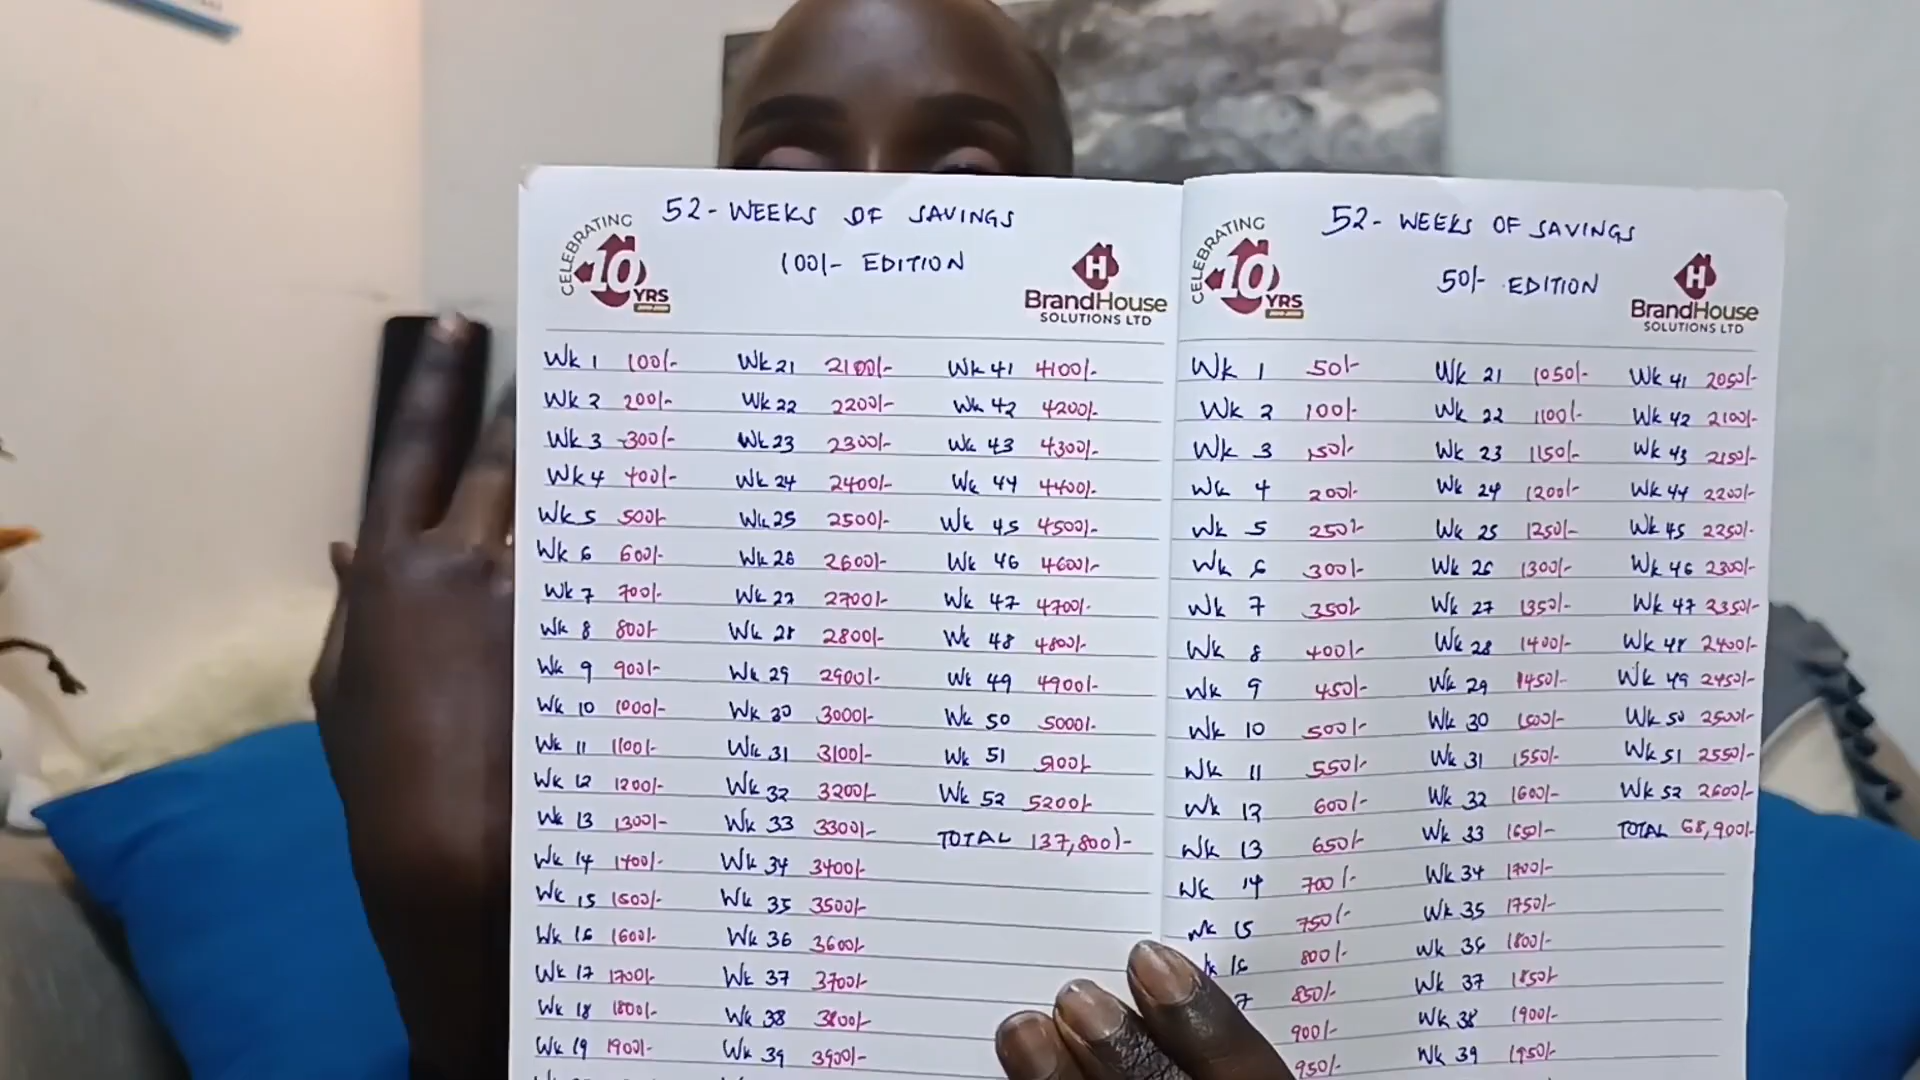 52- WEEKS OF SAVINGS
100/- EDITION
CELEBRATING
10
YRS
H
BrandHouse
SOLUTIONS LTD
Wk 1 100/- Wk 21 2100/- Wk 41 4100/-
Wk 2 200/- Wk 22 2200/- Wk 42 4200/-
Wk 3 300/- Wk 23 2300/- Wk 43 4300/-
Wk 4 400/- Wk 24 2400/- Wk 44 4400/-
Wk 5 500/- Wk 25 2500/- Wk 45 4500/-
Wk 6 600/- Wk 26 2600/- Wk 46 4600/-
Wk 7 700/- Wk 27 2700/- Wk 47 4700/-
Wk 8 800/- Wk 28 2800/- Wk 48 4800/-
Wk 9 900/- Wk 29 2900/- Wk 49 4900/-
Wk 10 1000/- Wk 30 3000/- Wk 50 5000/-
Wk 11 1100/- Wk 31 3100/- Wk 51 5100/-
Wk 12 1200/- Wk 32 3200/- Wk 52 5200/-
Wk 13 1300/- Wk 33 3300/- TOTAL 137,800/-
Wk 14 1400/- Wk 34 3400/-
Wk 15 1500/- Wk 35 3500/-
Wk 16 1600/- Wk 36 3600/-
Wk 17 1700/- Wk 37 3700/-
Wk 18 1800/- Wk 38 3800/-
Wk 19 1900/- Wk 39 3900/-
52- WEEKS OF SAVINGS
50/- EDITION
CELEBRATING
10
YRS
H
BrandHouse
SOLUTIONS LTD
Wk 1 50/- Wk 21 1050/- Wk 41 2050/-
Wk 2 100/- Wk 22 1100/- Wk 42 2100/-
Wk 3 150/- Wk 23 1150/- Wk 43 2150/-
Wk 4 200/- Wk 24 1200/- Wk 44 2200/-
Wk 5 250/- Wk 25 1250/- Wk 45 2250/-
Wk 6 300/- Wk 26 1300/- Wk 46 2300/-
Wk 7 350/- Wk 27 1350/- Wk 47 2350/-
Wk 8 400/- Wk 28 1400/- Wk 48 2400/-
Wk 9 450/- Wk 29 1450/- Wk 49 2450/-
Wk 10 500/- Wk 30 1500/- Wk 50 2500/-
Wk 11 550/- Wk 31 1550/- Wk 51 2550/-
Wk 12 600/- Wk 32 1600/- Wk 52 2600/-
Wk 13 650/- Wk 33 1650/- TOTAL 68,900/-
Wk 14 700/- Wk 34 1700/-
Wk 15 750/- Wk 35 1750/-
16 800/- Wk 36 1800/-
7 850/- Wk 37 1850/-
900/- Wk 38 1900/-
950/- Wk 39 1950/-